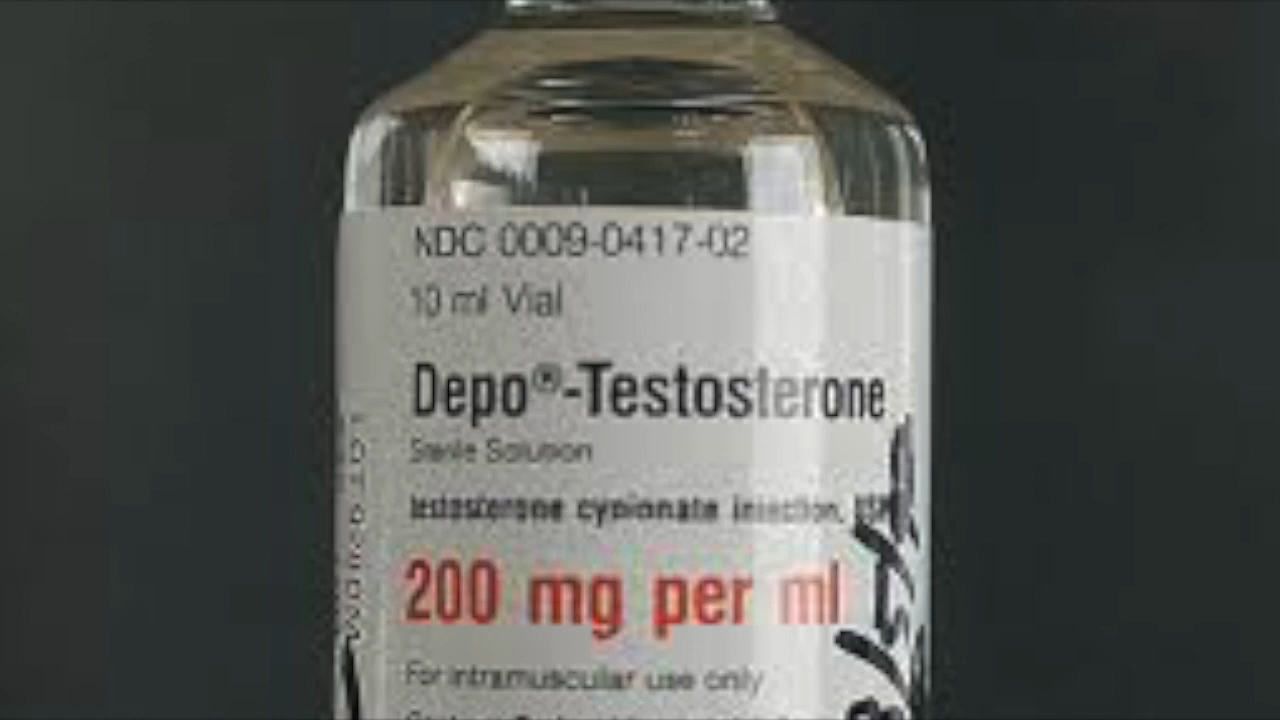 NDC 0009-0417-02
10 ml Vial
Depo®-Testosterone
Sterile Solution
testosterone cypionate injection, USP
200 mg per ml
For intramuscular use only